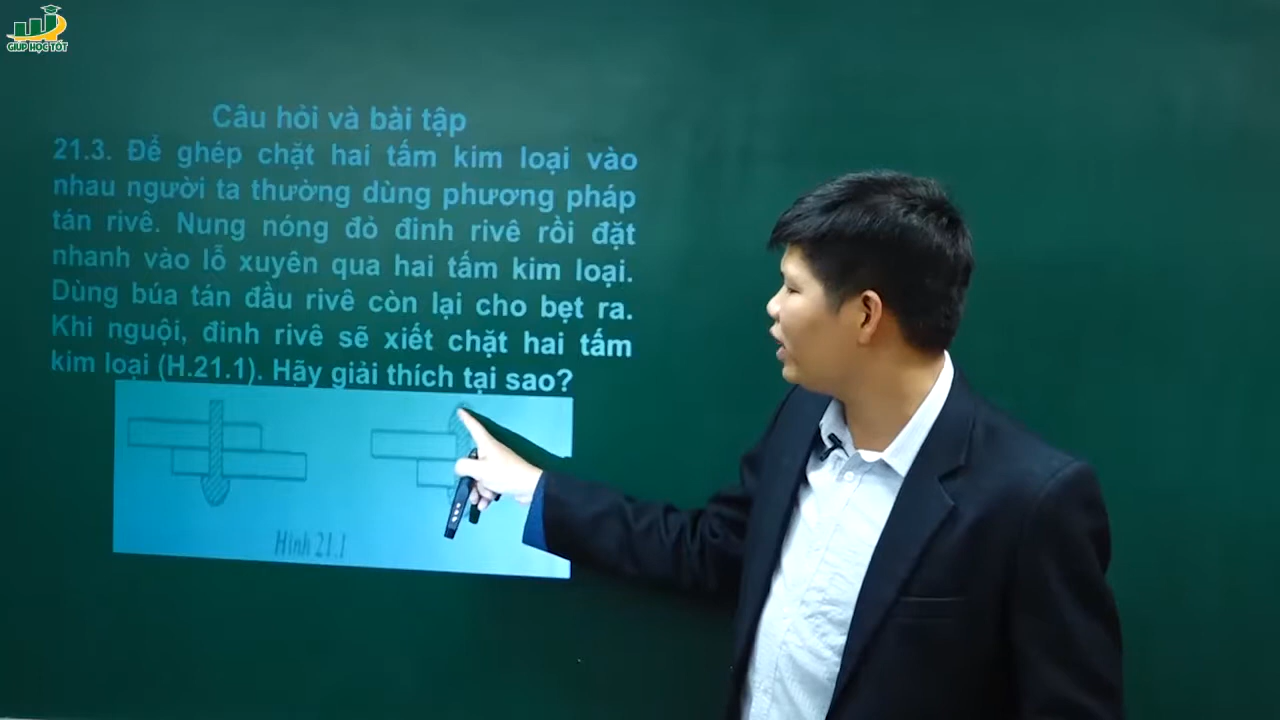 GIUP HỌC TỐT
Câu hỏi và bài tập
21.3. Để ghép chặt hai tấm kim loại vào
nhau người ta thường dùng phương pháp
tán rivê. Nung nóng đỏ đinh rivê rồi đặt
nhanh vào lỗ xuyên qua hai tấm kim loại.
Dùng búa tán đầu rivê còn lại cho bẹt ra.
Khi nguội, đinh rivê sẽ xiết chặt hai tấm
kim loại (H.21.1). Hãy giải thích tại sao?
Hình 21.1